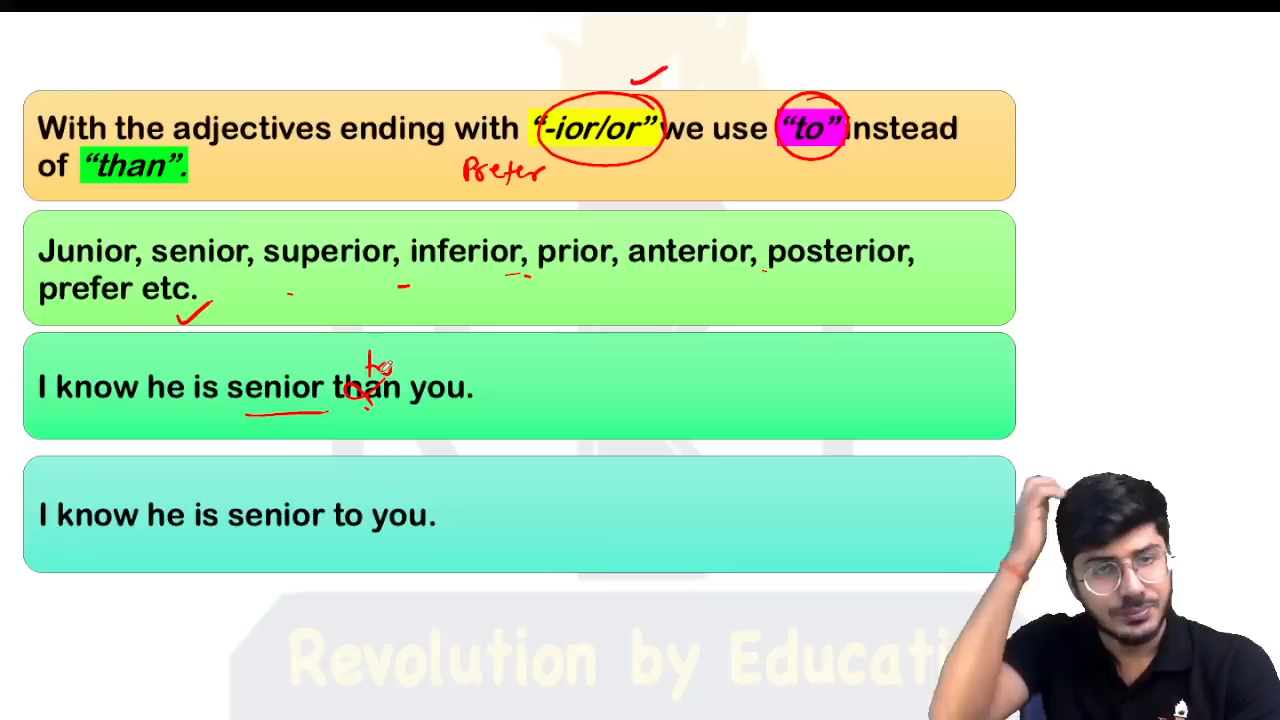 With the adjectives ending with “-ior/or” we use “to” instead
of “than”.
Prefer
Junior, senior, superior, inferior, prior, anterior, posterior,
prefer etc.
to
I know he is senior than you.
I know he is senior to you.
Revolution by Educati